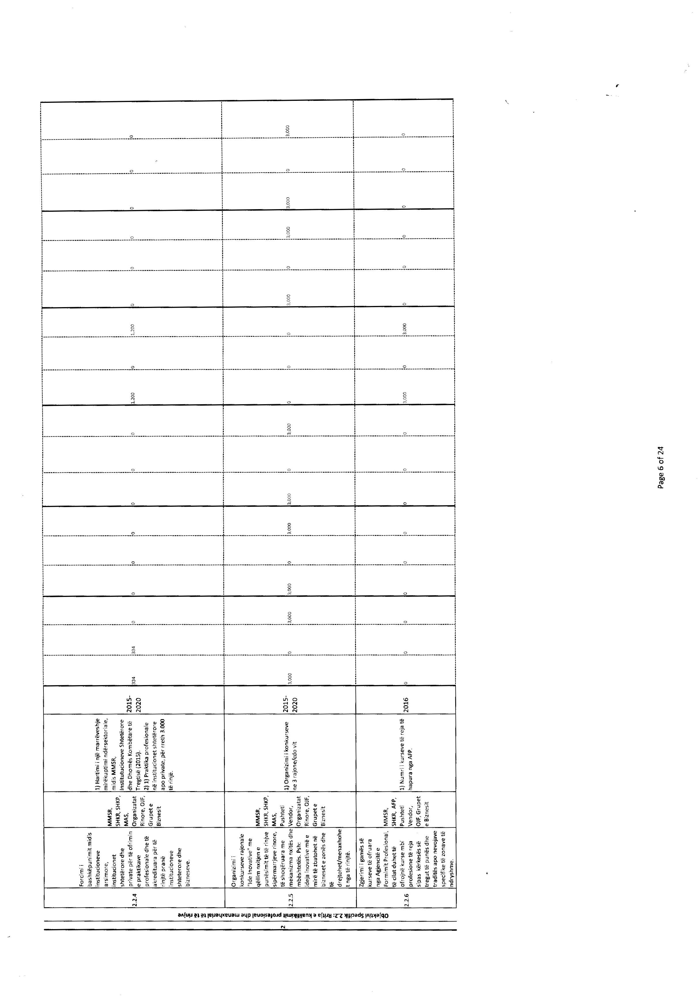 2
Objektivi Specifik 2.2: Rritja e kualifikimit profesional dhe menaxherial të të rinjve
2.2.4
Forcimi i
bashkëpunimit midis
institucioneve
arsimore,
institucionet
shtetërore dhe
private për të ofrimin
e praktikave
profesionale dhe të
akredituara për të
rinjtë pranë
institucioneve
shteterore dhe
bizneseve.
MMSR,
SHKR, SHKP,
MAS,
Organizatat
Rinore, OJF,
Grupet e
Biznesit
1) Hartimi i një marrëveshje
mirëkuptimi ndërsektoriale,
midis MMSR,
Institutucioneve Shtetërore
dhe Dhomës Kombëtare të
Tregtisë (2015).
2) 1) Praktika profesionale
në institucionet shtetërore
apo private, për rreth 3.000
të rinjë.
2015-
2020
334
334
0
0
0
0
0
0
0
1,200
0
1,200
0
0
0
0
0
0
2.2.5
Organizimi i
konkurseve rajonale
"Ide Inovative" me
qëllim nxitjen e
punësimit të të rinjve
sipërmarrjeve rinore,
të shoqëruara me
mekanizma nxitës dhe
mbështetës. Psh:
ideja inovative më e
mirë të zbatohet në
bizneset e zonës dhe
të
drejtohet/menaxhohe
t nga të rinjtë.
MMSR,
SHKR, SHKP,
MAS,
Pushteti
Vendor,
Organizatat
Rinore, OJF,
Grupet e
Biznesit
1) Organizimi i konkurseve
ne 3 rajone/cdo vit
2015-
2020
3,000
0
3,000
3,000
0
3,000
3,000
0
3,000
0
0
0
3,000
0
3,000
3,000
0
3,000
2.2.6
Zgjerimi i gamës së
kurseve të ofruara
nga Agjencitë e
Formimit Profesional,
të cilat duhet të
ofrojnë kurse mbi
profesione të reja
sipas kërkesës së
tregut të punës dhe
traditës apo nevojave
specifike të zonave të
ndryshme.
MMSR,
SHKR, AFP,
Pushteti
Vendor,
OJF, Grupet
e Biznesit
1) Numri i kurseve të reja të
hapura nga AFP.
2016
0
0
0
0
0
0
0
0
0
3,000
0
3,000
0
0
0
0
0
0
Page 6 of 24